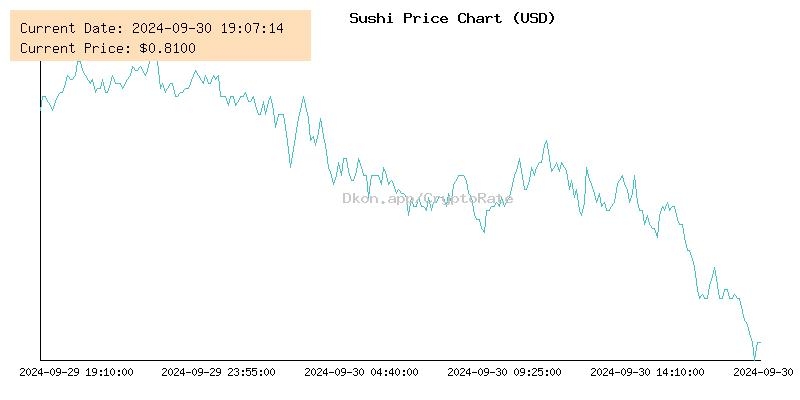 Sushi Price Chart (USD)
Current Date: 2024-09-30 19:07:14
Current Price: $0.8100
Dkon.app/CryptoRate
2024-09-29 19:10:00 2024-09-29 23:55:00 2024-09-30 04:40:00 2024-09-30 09:25:00 2024-09-30 14:10:00 2024-09-30